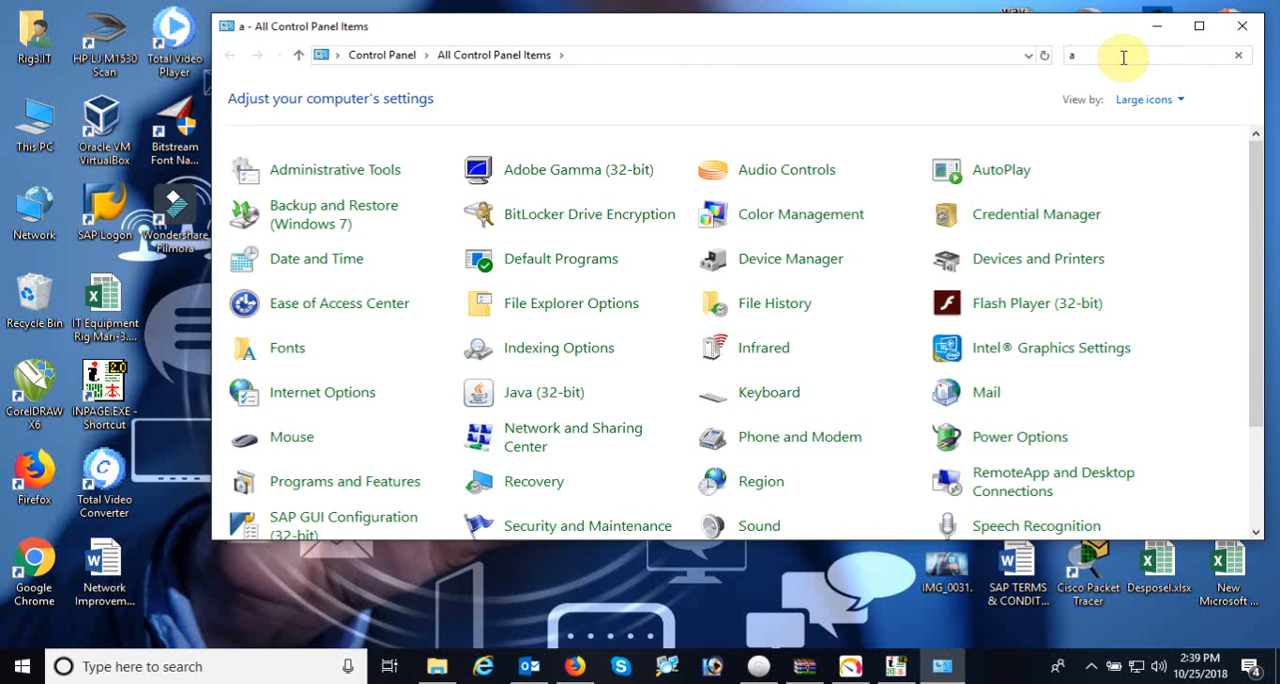 a - All Control Panel Items
Control Panel
All Control Panel Items
a
Adjust your computer's settings
View by:
Large icons
Administrative Tools
Adobe Gamma (32-bit)
Audio Controls
AutoPlay
Backup and Restore
(Windows 7)
BitLocker Drive Encryption
Color Management
Credential Manager
Date and Time
Default Programs
Device Manager
Devices and Printers
Ease of Access Center
File Explorer Options
File History
Flash Player (32-bit)
Fonts
Indexing Options
Infrared
Intel® Graphics Settings
Internet Options
Java (32-bit)
Keyboard
Mail
Mouse
Network and Sharing
Center
Phone and Modem
Power Options
Programs and Features
Recovery
Region
RemoteApp and Desktop
Connections
SAP GUI Configuration
(32-bit)
Security and Maintenance
Sound
Speech Recognition
Rig3.IT
HP LJ M1530
Scan
Total Video
Player
This PC
Oracle VM
VirtualBox
Bitstream
Font Na...
Network
SAP Logon
Wondershare
Filmora
Recycle Bin
IT Equipment
Rig Mari-3....
CorelDRAW
X6
INPAGE.EXE -
Shortcut
Firefox
Total Video
Converter
Google
Chrome
Network
Improvem...
IMG_0031.
SAP TERMS
& CONDIT...
Cisco Packet
Tracer
Desposel.xlsx
New
Microsoft ...
Type here to search
2:39 PM
10/25/2018
4